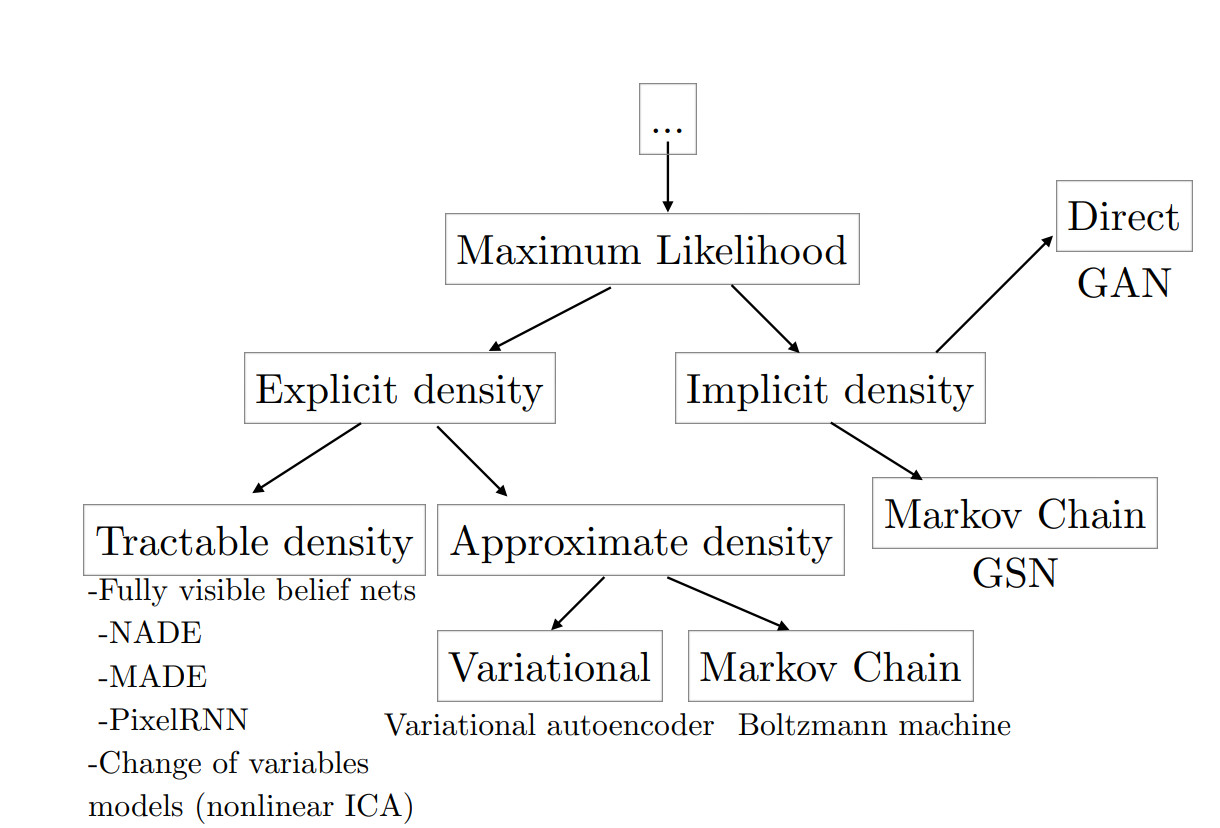 ...
Maximum Likelihood
Direct
GAN
Explicit density
Implicit density
Tractable density
-Fully visible belief nets
-NADE
-MADE
-PixelRNN
-Change of variables
models (nonlinear ICA)
Approximate density
Variational
Variational autoencoder
Markov Chain
Boltzmann machine
Markov Chain
GSN